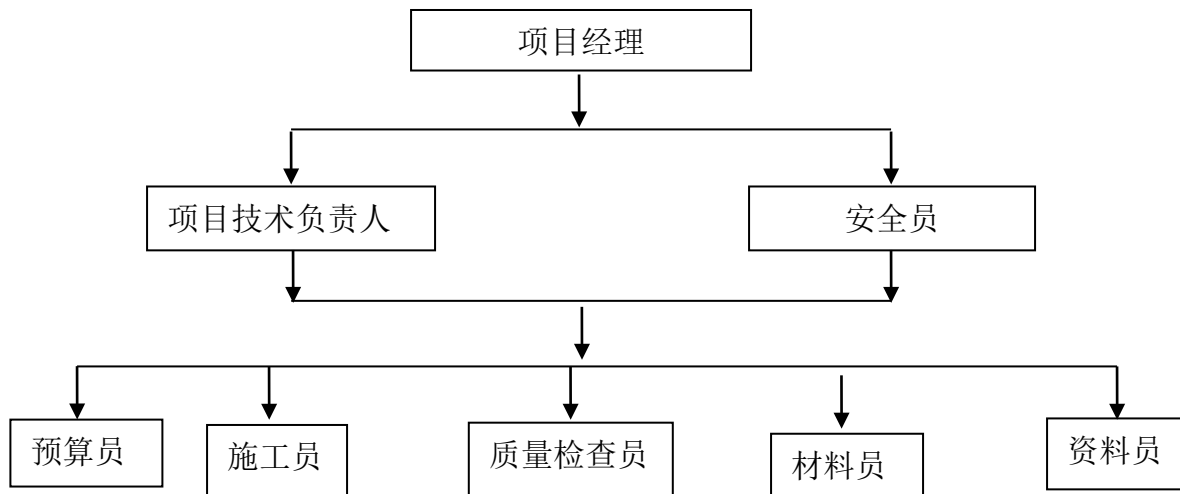 项目经理
项目技术负责人
安全员
预算员
施工员
质量检查员
材料员
资料员